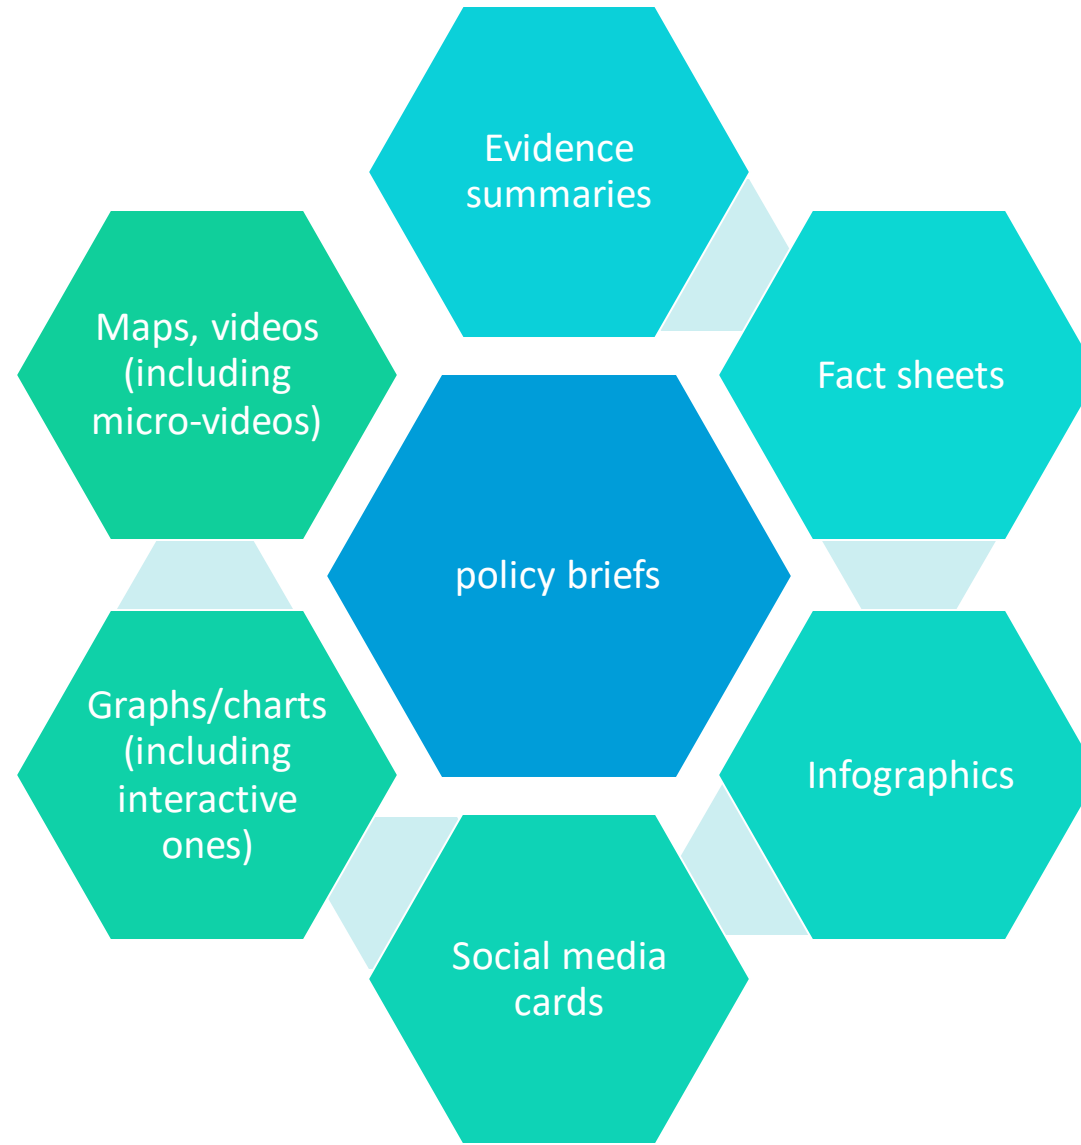 Evidence
summaries
Fact sheets
Infographics
Social media
cards
Graphs/charts
(including
interactive
ones)
Maps, videos
(including
micro-videos)
policy briefs